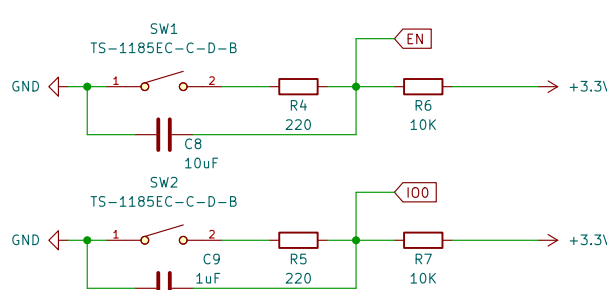 SW1
TS-1185EC-C-D-B
EN
GND
1
2
+3.3V
R4
220
R6
10K
C8
10uF
SW2
TS-1185EC-C-D-B
IO0
GND
1
2
+3.3V
C9
1uF
R5
220
R7
10K